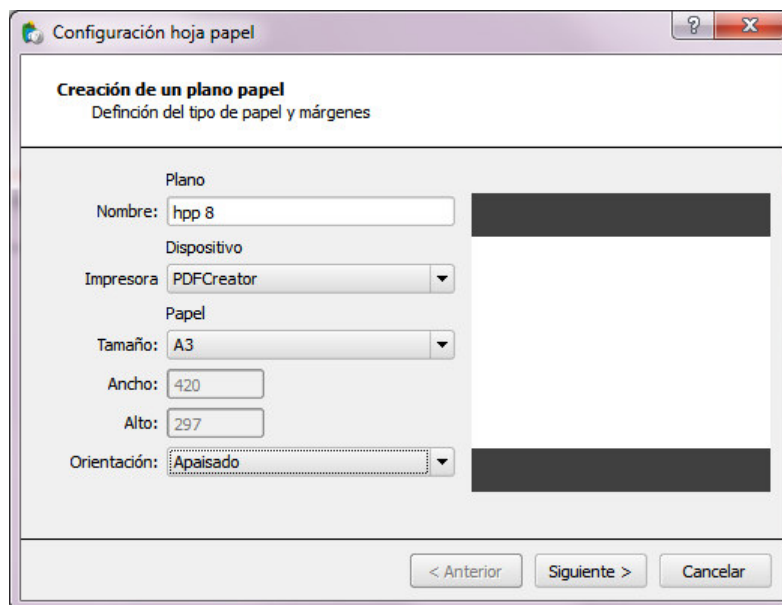 Configuración hoja papel
Creación de un plano papel
Definción del tipo de papel y márgenes
Plano
Nombre: hpp 8
Dispositivo
Impresora PDFCreator
Papel
Tamaño: A3
Ancho: 420
Alto: 297
Orientación: Apaisado
< Anterior Siguiente > Cancelar